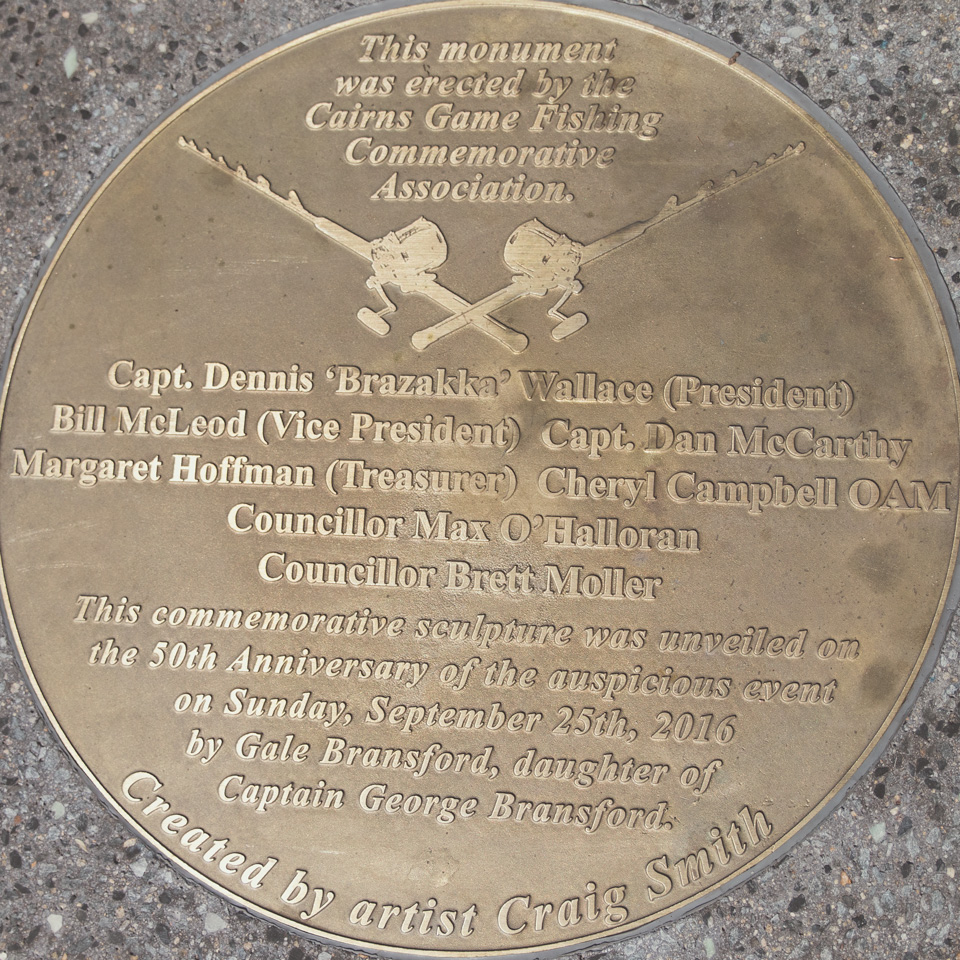 This monument
was erected by the
Cairns Game Fishing
Commemorative
Association.
Capt. Dennis ‘Brazakka’ Wallace (President)
Bill McLeod (Vice President) Capt. Dan McCarthy
Margaret Hoffman (Treasurer) Cheryl Campbell OAM
Councillor Max O’Halloran
Councillor Brett Moller
This commemorative sculpture was unveiled on
the 50th Anniversary of the auspicious event
on Sunday, September 25th, 2016
by Gale Bransford, daughter of
Captain George Bransford.
Created by artist Craig Smith